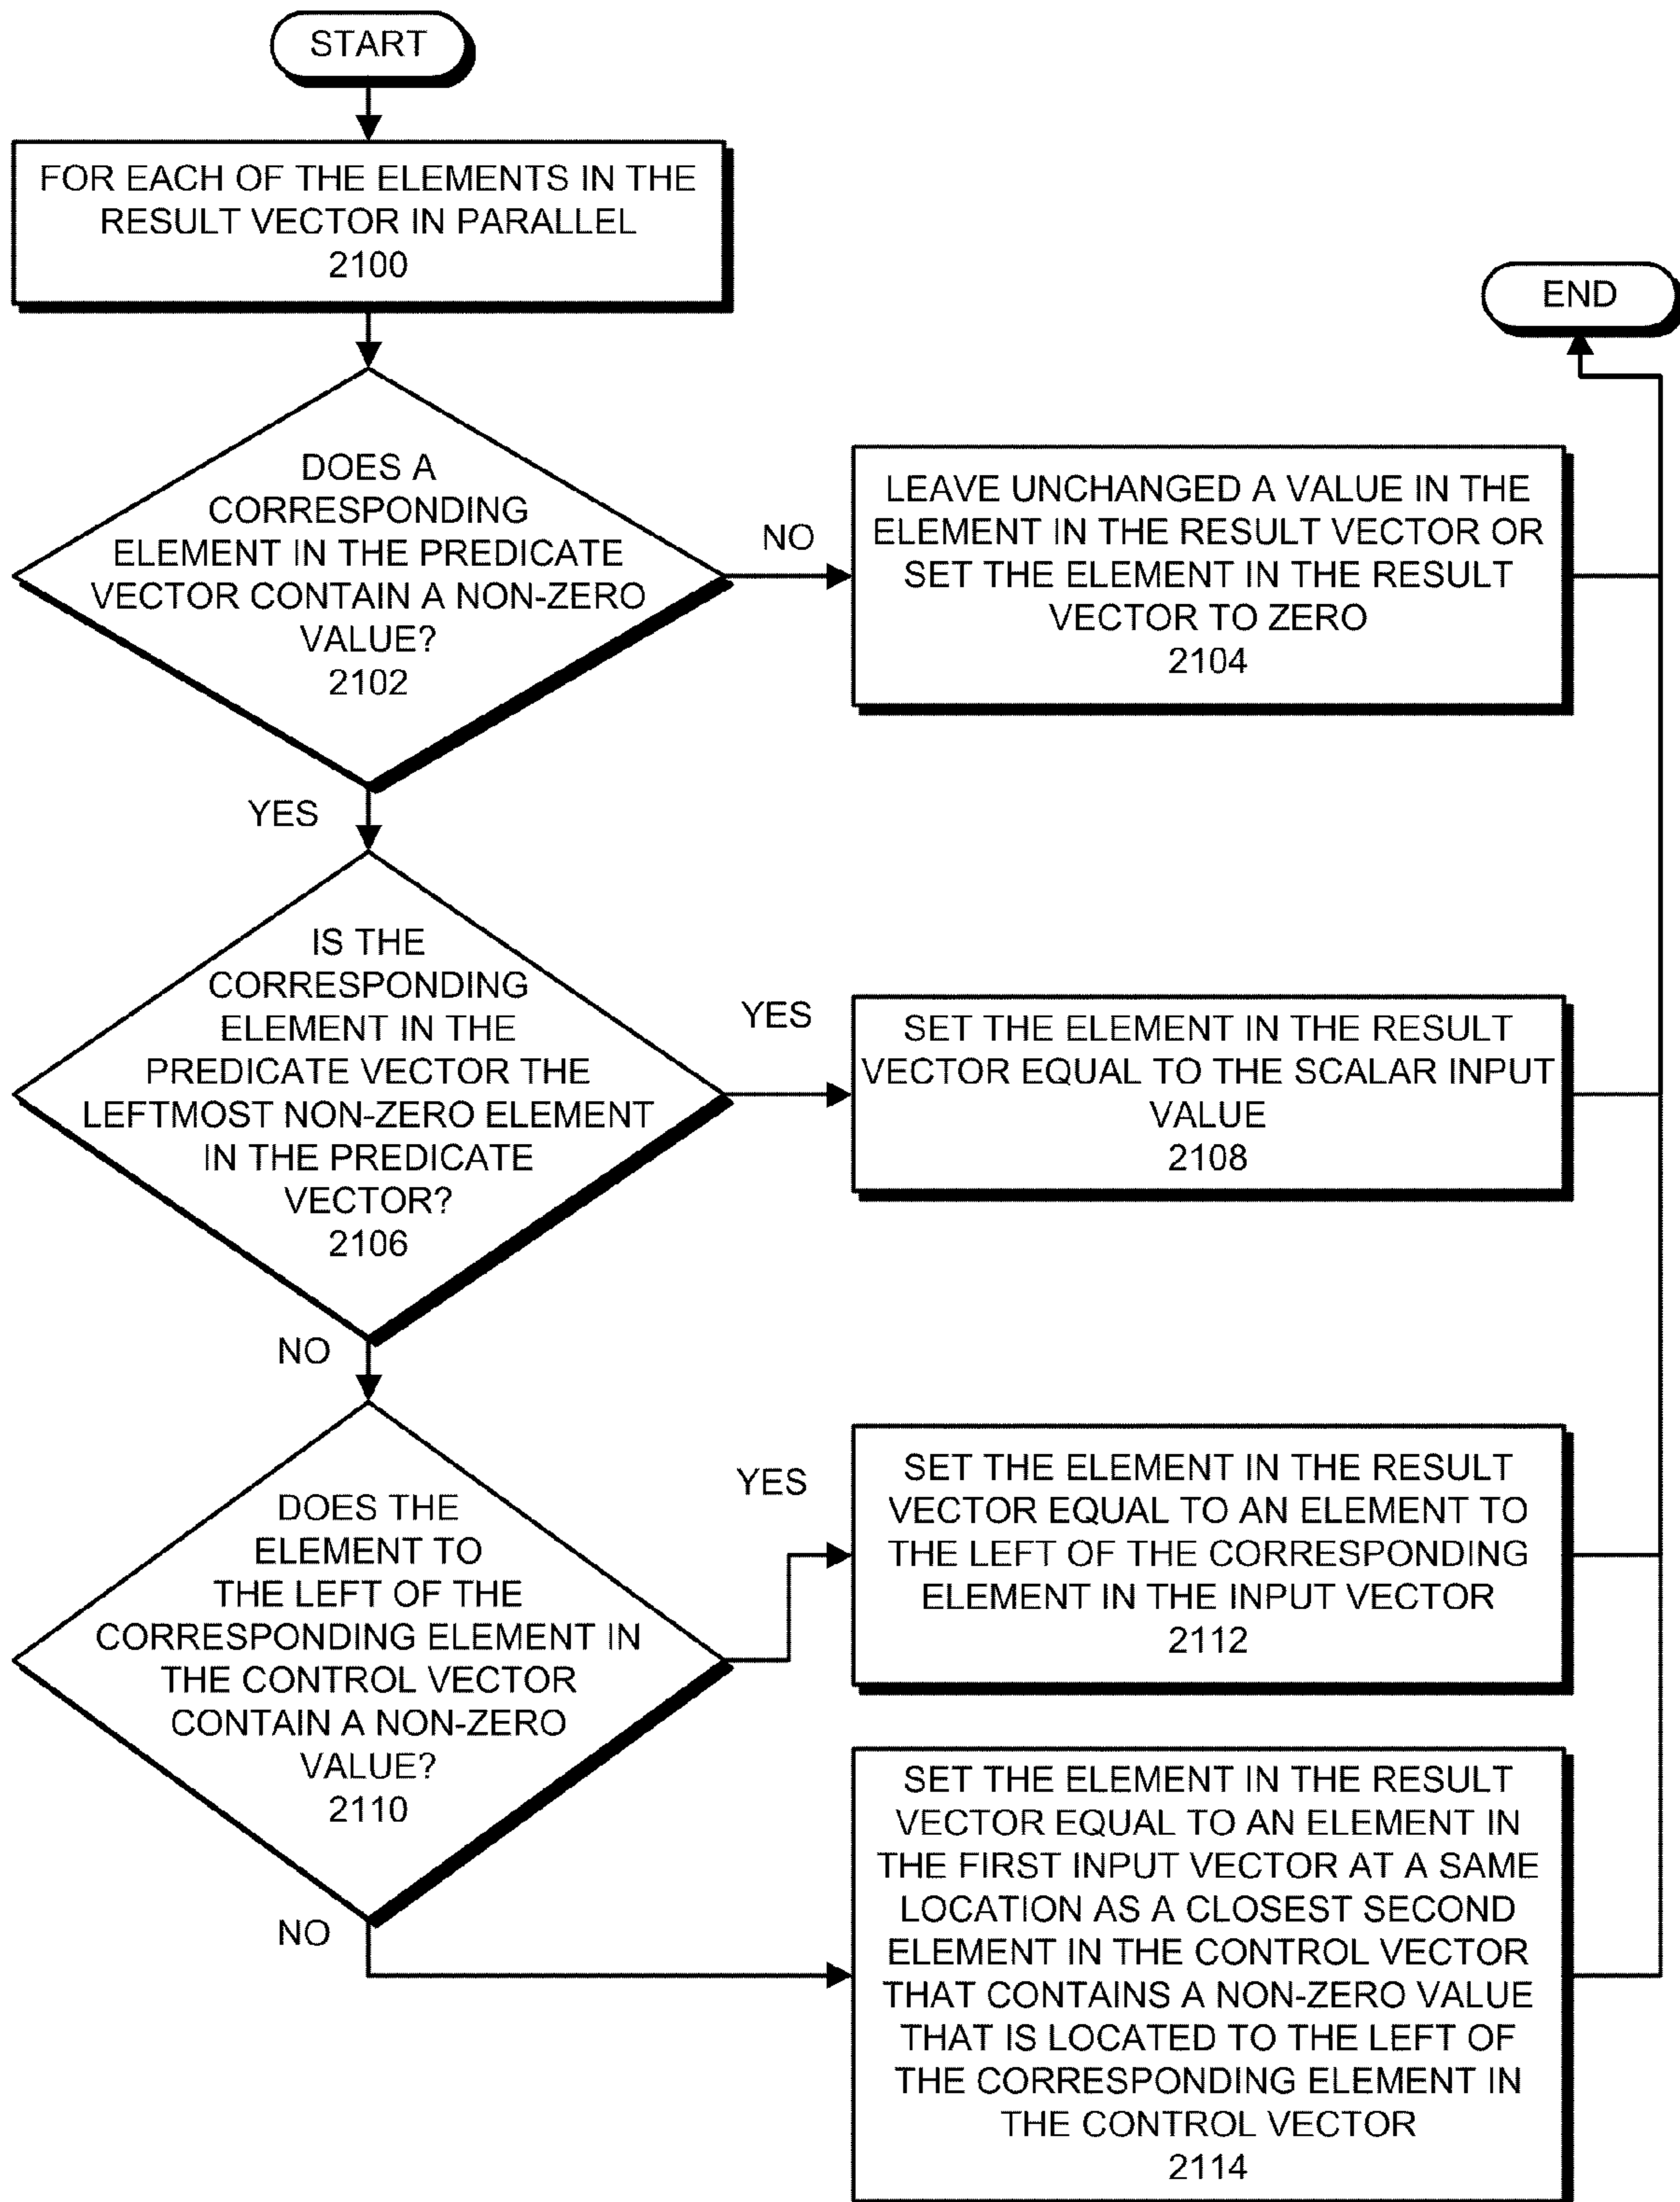 START
FOR EACH OF THE ELEMENTS IN THE
RESULT VECTOR IN PARALLEL
2100
END
DOES A
CORRESPONDING
ELEMENT IN THE PREDICATE
VECTOR CONTAIN A NON-ZERO
VALUE?
2102
NO
LEAVE UNCHANGED A VALUE IN THE
ELEMENT IN THE RESULT VECTOR OR
SET THE ELEMENT IN THE RESULT
VECTOR TO ZERO
2104
YES
IS THE
CORRESPONDING
ELEMENT IN THE
PREDICATE VECTOR THE
LEFTMOST NON-ZERO ELEMENT
IN THE PREDICATE
VECTOR?
2106
YES
SET THE ELEMENT IN THE RESULT
VECTOR EQUAL TO THE SCALAR INPUT
VALUE
2108
NO
DOES THE
ELEMENT TO
THE LEFT OF THE
CORRESPONDING ELEMENT IN
THE CONTROL VECTOR
CONTAIN A NON-ZERO
VALUE?
2110
YES
SET THE ELEMENT IN THE RESULT
VECTOR EQUAL TO AN ELEMENT TO
THE LEFT OF THE CORRESPONDING
ELEMENT IN THE INPUT VECTOR
2112
NO
SET THE ELEMENT IN THE RESULT
VECTOR EQUAL TO AN ELEMENT IN
THE FIRST INPUT VECTOR AT A SAME
LOCATION AS A CLOSEST SECOND
ELEMENT IN THE CONTROL VECTOR
THAT CONTAINS A NON-ZERO VALUE
THAT IS LOCATED TO THE LEFT OF
THE CORRESPONDING ELEMENT IN
THE CONTROL VECTOR
2114